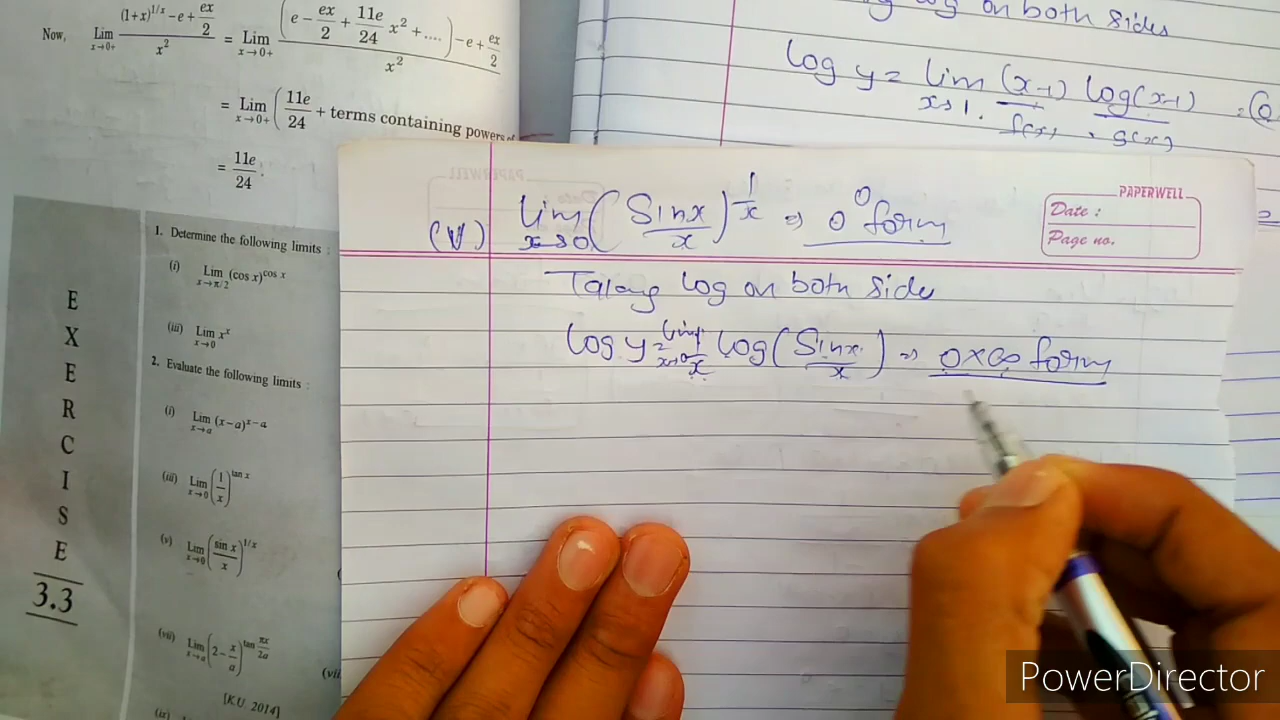 Now, Lim x→0+ ((1+x)^{1/x} – e + ex/2) / x² = Lim x→0+ ((e – ex/2 + 11e/24 x² + ....) – e + ex/2) / x²
= Lim x→0+ (11e/24 + terms containing powers
= 11e/24 .
EXERCISE
3.3
1. Determine the following limits :
(i) Lim x→π/2 (cos x)^{cos x}
(iii) Lim x→0 x^x
2. Evaluate the following limits :
(i) Lim x→a (x–a)^{x–a}
(iii) Lim x→0 (1/x)^{tan x}
(v) Lim x→0 (sin x/x)^{1/x}
(vii) Lim x→a (2 – x/a)^{tan πx/2a}
[K.U. 2014]
(ix)
log on both sides
log y = lim x→1 (x-1) log(x-1)
f(x) . g(x)
PAPERWELL
Date :
Page no.
(V) lim x→0 (Sinx/x)^{1/x} ⇒ 0^0 form
Taking log on both side
log y = lim x→0 1/x log(Sinx/x) ⇒ 0×∞ form
PowerDirector